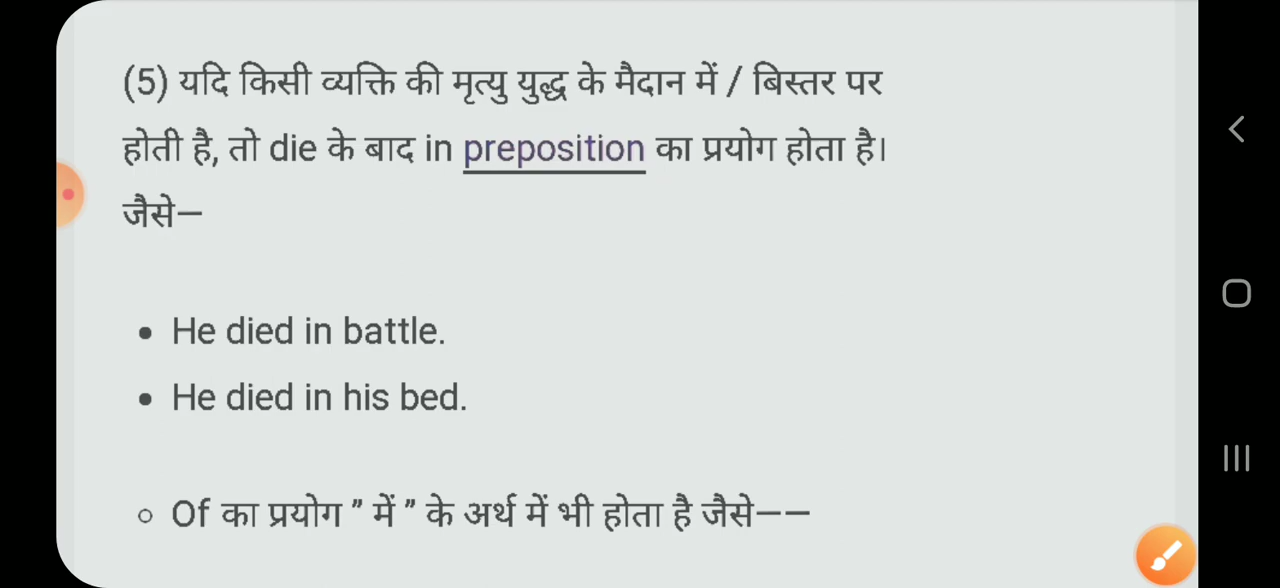 (5) यदि किसी व्यक्ति की मृत्यु युद्ध के मैदान में / बिस्तर पर
होती है, तो die के बाद in preposition का प्रयोग होता है।
जैसे—
• He died in battle.
• He died in his bed.
○ Of का प्रयोग ” में ” के अर्थ में भी होता है जैसे——